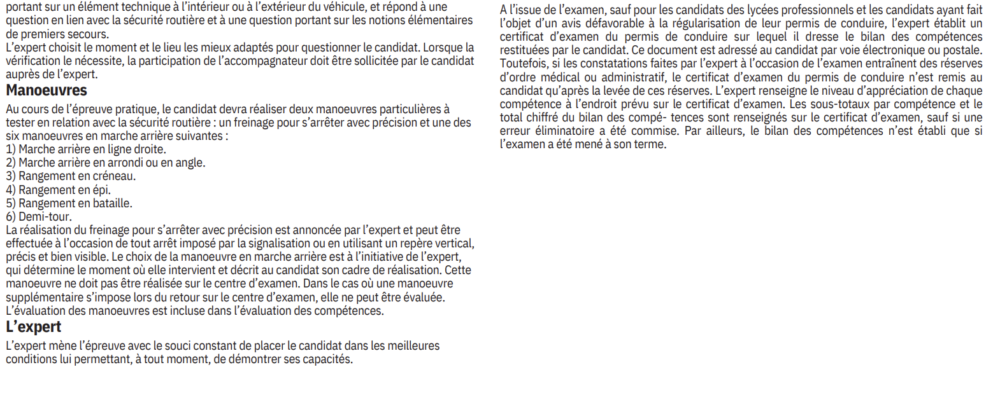 portant sur un élément technique à l’intérieur ou à l’extérieur du véhicule, et répond à une
question en lien avec la sécurité routière et à une question portant sur les notions élémentaires
de premiers secours.
L’expert choisit le moment et le lieu les mieux adaptés pour questionner le candidat. Lorsque la
vérification le nécessite, la participation de l’accompagnateur doit être sollicitée par le candidat
auprès de l’expert.
Manoeuvres
Au cours de l’épreuve pratique, le candidat devra réaliser deux manoeuvres particulières à
tester en relation avec la sécurité routière : un freinage pour s’arrêter avec précision et une des
six manoeuvres en marche arrière suivantes :
1) Marche arrière en ligne droite.
2) Marche arrière en arrondi ou en angle.
3) Rangement en créneau.
4) Rangement en épi.
5) Rangement en bataille.
6) Demi-tour.
La réalisation du freinage pour s’arrêter avec précision est annoncée par l’expert et peut être
effectuée à l’occasion de tout arrêt imposé par la signalisation ou en utilisant un repère vertical,
précis et bien visible. Le choix de la manoeuvre en marche arrière est à l’initiative de l’expert,
qui détermine le moment où elle intervient et décrit au candidat son cadre de réalisation. Cette
manoeuvre ne doit pas être réalisée sur le centre d’examen. Dans le cas où une manoeuvre
supplémentaire s’impose lors du retour sur le centre d’examen, elle ne peut être évaluée.
L’évaluation des manoeuvres est incluse dans l’évaluation des compétences.
L’expert
L’expert mène l’épreuve avec le souci constant de placer le candidat dans les meilleures
conditions lui permettant, à tout moment, de démontrer ses capacités.
A l’issue de l’examen, sauf pour les candidats des lycées professionnels et les candidats ayant fait
l’objet d’un avis défavorable à la régularisation de leur permis de conduire, l’expert établit un
certificat d’examen du permis de conduire sur lequel il dresse le bilan des compétences
restituées par le candidat. Ce document est adressé au candidat par voie électronique ou postale.
Toutefois, si les constatations faites par l’expert à l’occasion de l’examen entraînent des réserves
d’ordre médical ou administratif, le certificat d’examen du permis de conduire n’est remis au
candidat qu’après la levée de ces réserves. L’expert renseigne le niveau d’appréciation de chaque
compétence à l’endroit prévu sur le certificat d’examen. Les sous-totaux par compétence et le
total chiffré du bilan des compé- tences sont renseignés sur le certificat d’examen, sauf si une
erreur éliminatoire a été commise. Par ailleurs, le bilan des compétences n’est établi que si
l’examen a été mené à son terme.